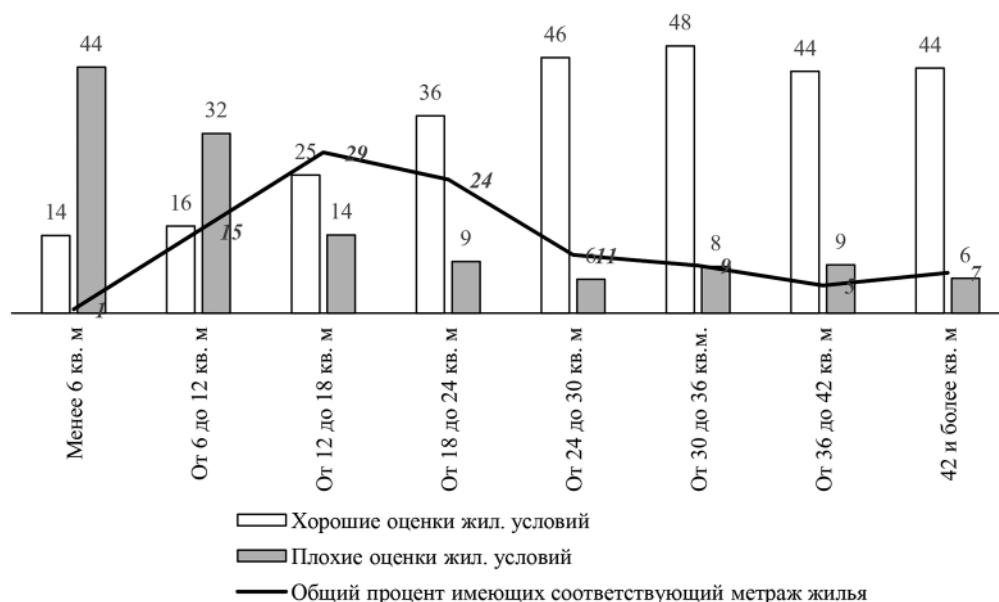 44
14
16
32
25
14
36
9
46
6
48
8
44
9
44
6
1
15
29
24
11
9
5
7
Менее 6 кв. м
От 6 до 12 кв. м
От 12 до 18 кв. м
От 18 до 24 кв. м
От 24 до 30 кв. м
От 30 до 36 кв.м.
От 36 до 42 кв. м
42 и более кв. м
Хорошие оценки жил. условий
Плохие оценки жил. условий
Общий процент имеющих соответствующий метраж жилья